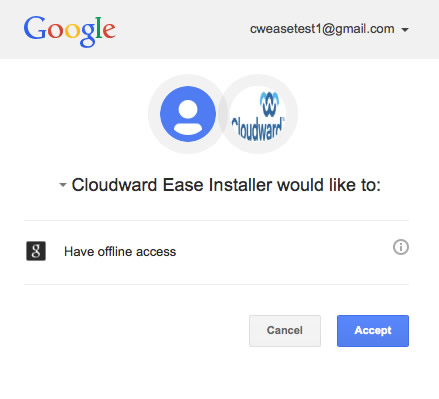 Google
cweasetest1@gmail.com
Cloudward
Cloudward Ease Installer would like to:
g
Have offline access
i
Cancel
Accept